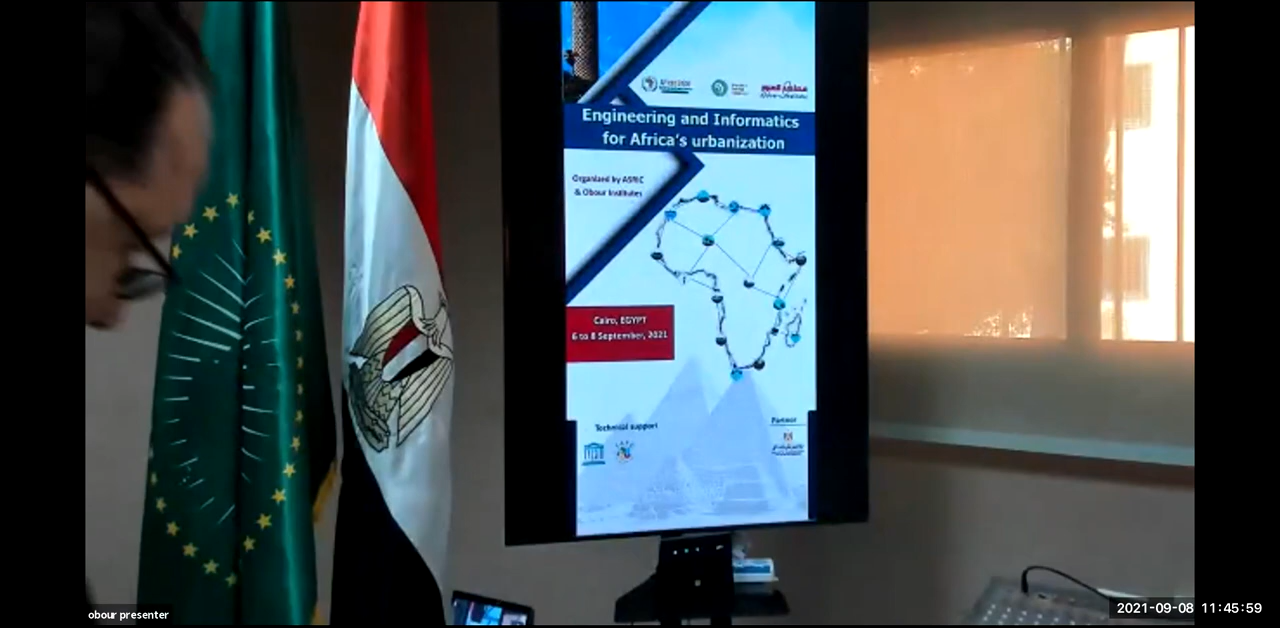 Engineering and Informatics
for Africa's urbanization
Organized by ASRIC
& Obour Institutes
Cairo, EGYPT
6 to 8 September, 2021
Technical support
Partner
obour presenter
2021-09-08 11:45:59